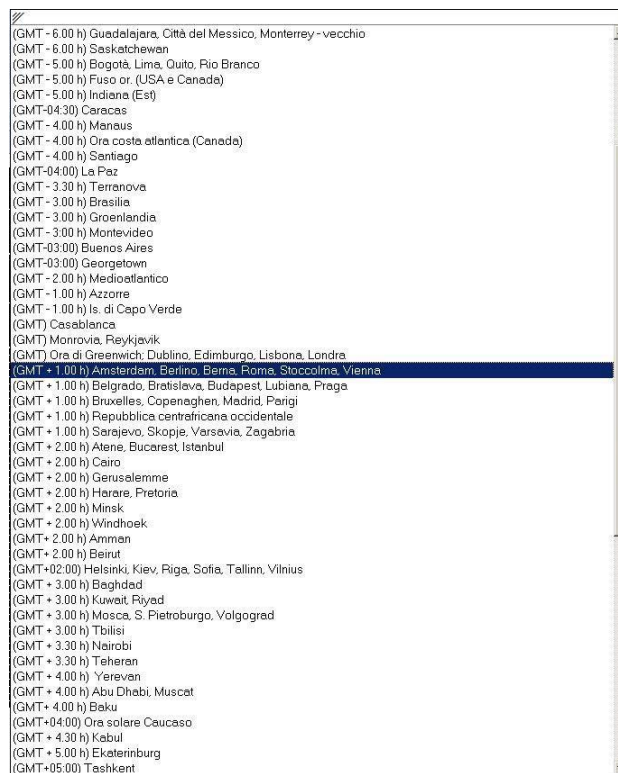 (GMT - 6.00 h) Guadalajara, Città del Messico, Monterrey - vecchio
(GMT - 6.00 h) Saskatchewan
(GMT - 5.00 h) Bogotà, Lima, Quito, Rio Branco
(GMT - 5.00 h) Fuso or. (USA e Canada)
(GMT - 5.00 h) Indiana (Est)
(GMT-04:30) Caracas
(GMT - 4.00 h) Manaus
(GMT - 4.00 h) Ora costa atlantica (Canada)
(GMT - 4.00 h) Santiago
(GMT-04:00) La Paz
(GMT - 3.30 h) Terranova
(GMT - 3.00 h) Brasilia
(GMT - 3.00 h) Groenlandia
(GMT - 3:00 h) Montevideo
(GMT-03:00) Buenos Aires
(GMT-03:00) Georgetown
(GMT - 2.00 h) Medioatlantico
(GMT - 1.00 h) Azzorre
(GMT - 1.00 h) Is. di Capo Verde
(GMT) Casablanca
(GMT) Monrovia, Reykjavik
(GMT) Ora di Greenwich; Dublino, Edimburgo, Lisbona, Londra
(GMT + 1.00 h) Amsterdam, Berlino, Berna, Roma, Stoccolma, Vienna
(GMT + 1.00 h) Belgrado, Bratislava, Budapest, Lubiana, Praga
(GMT + 1.00 h) Bruxelles, Copenaghen, Madrid, Parigi
(GMT + 1.00 h) Repubblica centrafricana occidentale
(GMT + 1.00 h) Sarajevo, Skopje, Varsavia, Zagabria
(GMT + 2.00 h) Atene, Bucarest, Istanbul
(GMT + 2.00 h) Cairo
(GMT + 2.00 h) Gerusalemme
(GMT + 2.00 h) Harare, Pretoria
(GMT + 2.00 h) Minsk
(GMT + 2.00 h) Windhoek
(GMT+ 2.00 h) Amman
(GMT+ 2.00 h) Beirut
(GMT+02:00) Helsinki, Kiev, Riga, Sofia, Tallinn, Vilnius
(GMT + 3.00 h) Baghdad
(GMT + 3.00 h) Kuwait, Riyad
(GMT + 3.00 h) Mosca, S. Pietroburgo, Volgograd
(GMT + 3.00 h) Tbilisi
(GMT + 3.30 h) Nairobi
(GMT + 3.30 h) Teheran
(GMT + 4.00 h) Yerevan
(GMT + 4.00 h) Abu Dhabi, Muscat
(GMT+ 4.00 h) Baku
(GMT+04:00) Ora solare Caucaso
(GMT + 4.30 h) Kabul
(GMT + 5.00 h) Ekaterinburg
(GMT+05:00) Tashkent